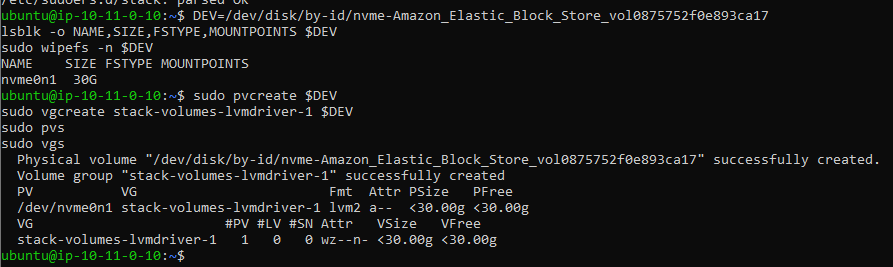 /etc/sudoers.d/stack: parsed OK
ubuntu@ip-10-11-0-10:~$ DEV=/dev/disk/by-id/nvme-Amazon_Elastic_Block_Store_vol0875752f0e893ca17
lsblk -o NAME,SIZE,FSTYPE,MOUNTPOINTS $DEV
sudo wipefs -n $DEV
NAME    SIZE FSTYPE MOUNTPOINTS
nvme0n1  30G
ubuntu@ip-10-11-0-10:~$ sudo pvcreate $DEV
sudo vgcreate stack-volumes-lvmdriver-1 $DEV
sudo pvs
sudo vgs
  Physical volume "/dev/disk/by-id/nvme-Amazon_Elastic_Block_Store_vol0875752f0e893ca17" successfully created.
  Volume group "stack-volumes-lvmdriver-1" successfully created
  PV           VG                        Fmt  Attr PSize   PFree
  /dev/nvme0n1 stack-volumes-lvmdriver-1 lvm2 a--  <30.00g <30.00g
  VG                        #PV #LV #SN Attr   VSize   VFree
  stack-volumes-lvmdriver-1   1   0   0 wz--n- <30.00g <30.00g
ubuntu@ip-10-11-0-10:~$